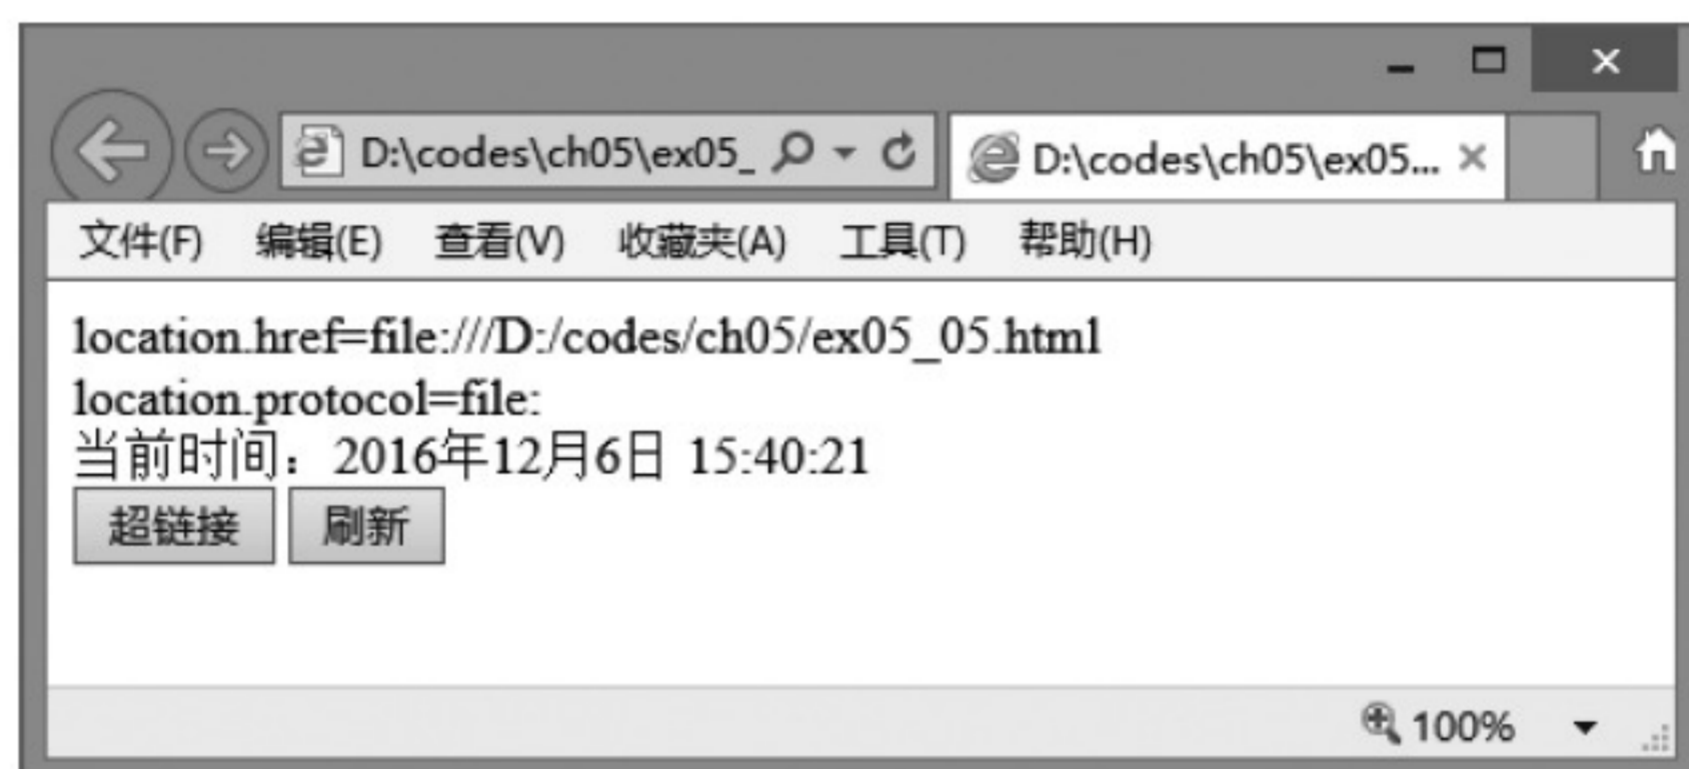 D:\codes\ch05\ex05_
D:\codes\ch05\ex05...
文件(F) 编辑(E) 查看(V) 收藏夹(A) 工具(T) 帮助(H)
location.href=file:///D:/codes/ch05/ex05_05.html
location.protocol=file:
当前时间：2016年12月6日 15:40:21
超链接 刷新
100%